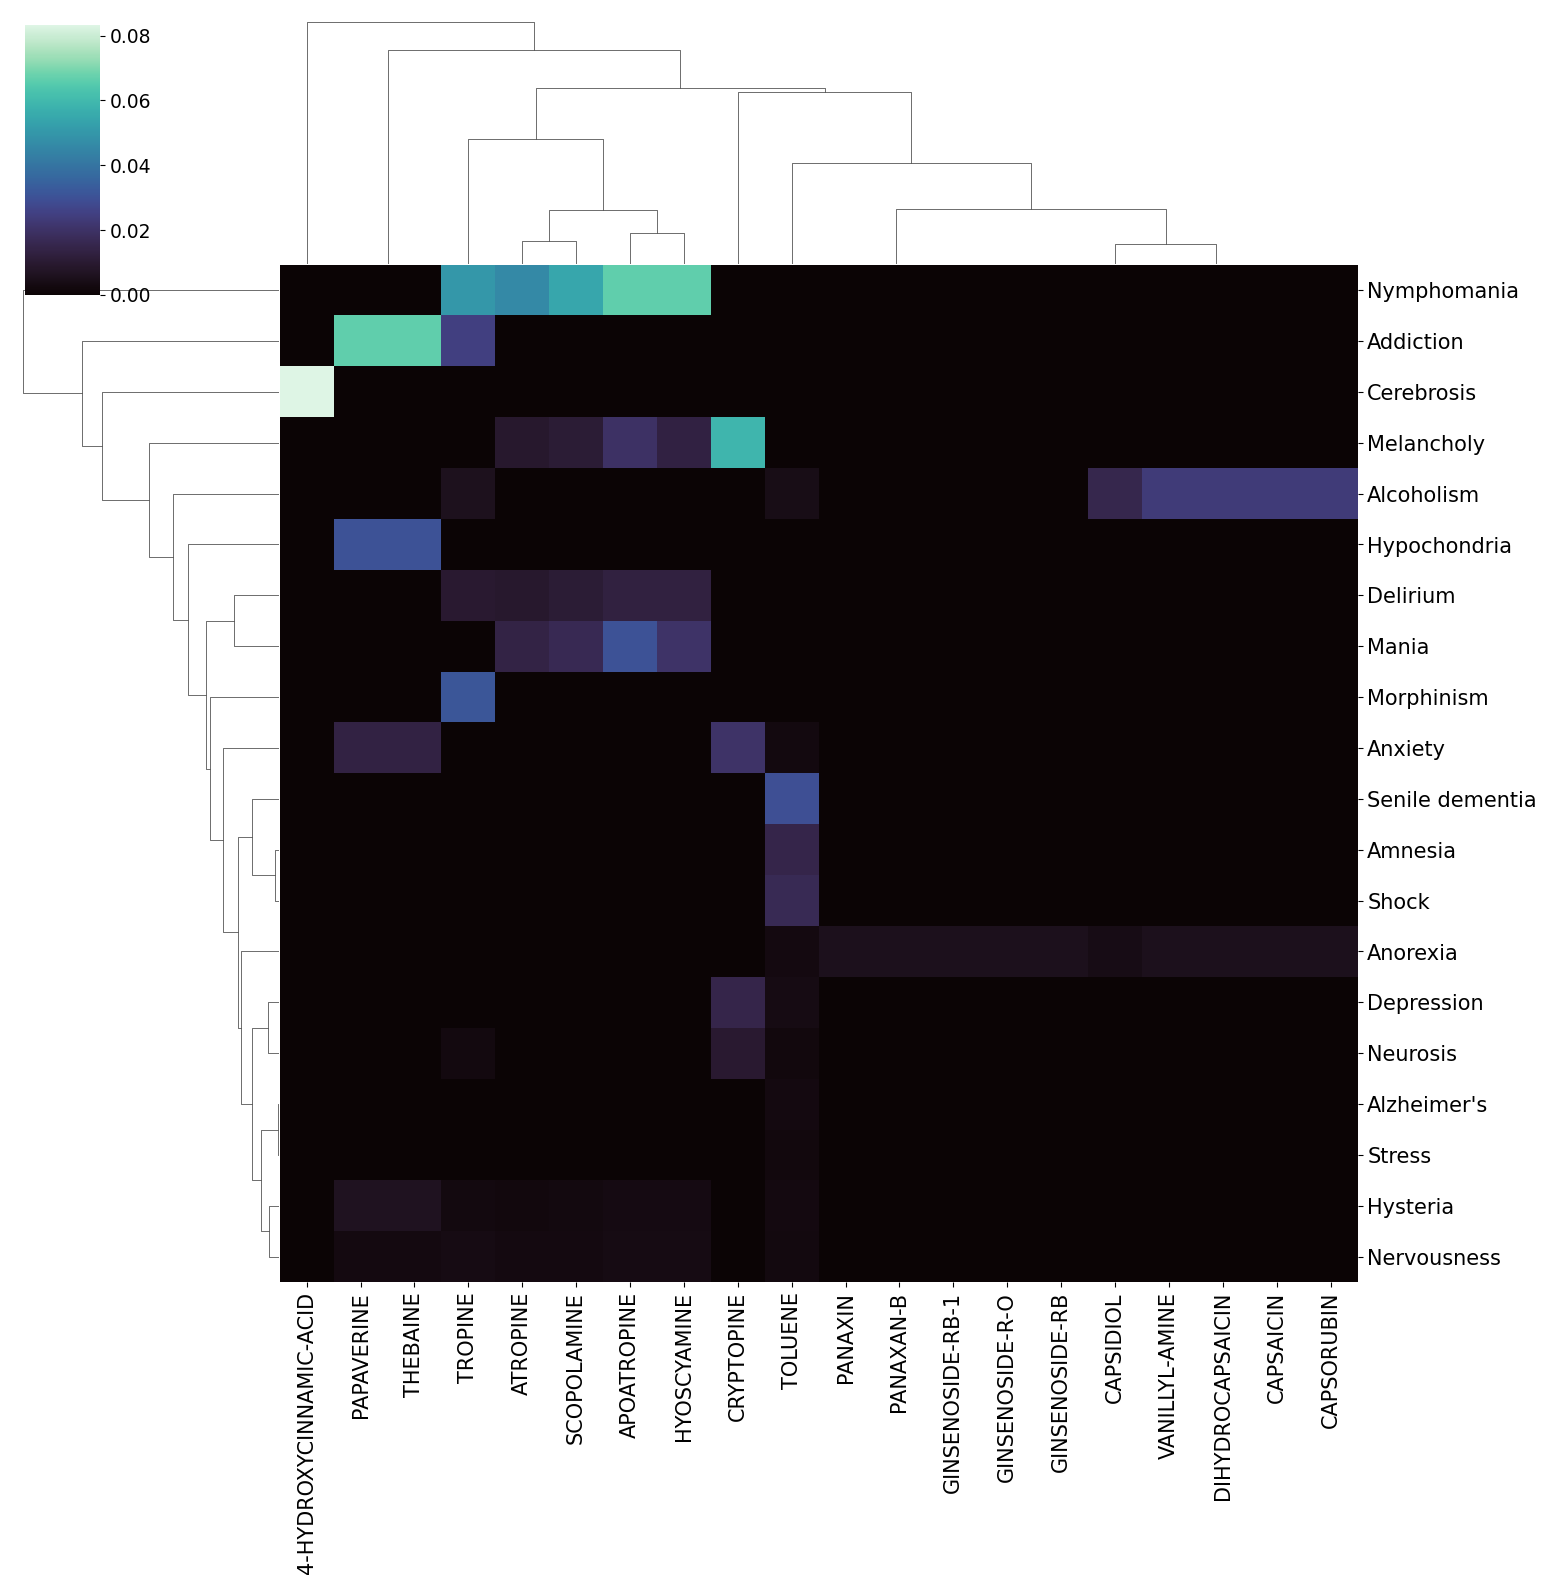 0.08
0.06
0.04
0.02
0.00
Nymphomania
Addiction
Cerebrosis
Melancholy
Alcoholism
Hypochondria
Delirium
Mania
Morphinism
Anxiety
Senile dementia
Amnesia
Shock
Anorexia
Depression
Neurosis
Alzheimer's
Stress
Hysteria
Nervousness
4-HYDROXYCINNAMIC-ACID
PAPAVERINE
THEBAINE
TROPINE
ATROPINE
SCOPOLAMINE
APOATROPINE
HYOSCYAMINE
CRYPTOPINE
TOLUENE
PANAXIN
PANAXAN-B
GINSENOSIDE-RB-1
GINSENOSIDE-R-O
GINSENOSIDE-RB
CAPSIDIOL
VANILLYL-AMINE
DIHYDROCAPSAICIN
CAPSAICIN
CAPSORUBIN